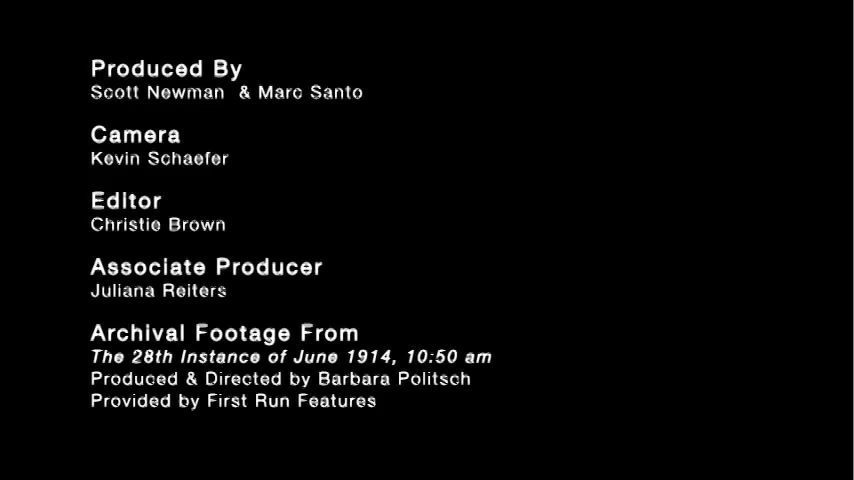 Produced By
Scott Newman & Marc Santo
Camera
Kevin Schaefer
Editor
Christie Brown
Associate Producer
Juliana Reiters
Archival Footage From
The 28th Instance of June 1914, 10:50 am
Produced & Directed by Barbara Politsch
Provided by First Run Features